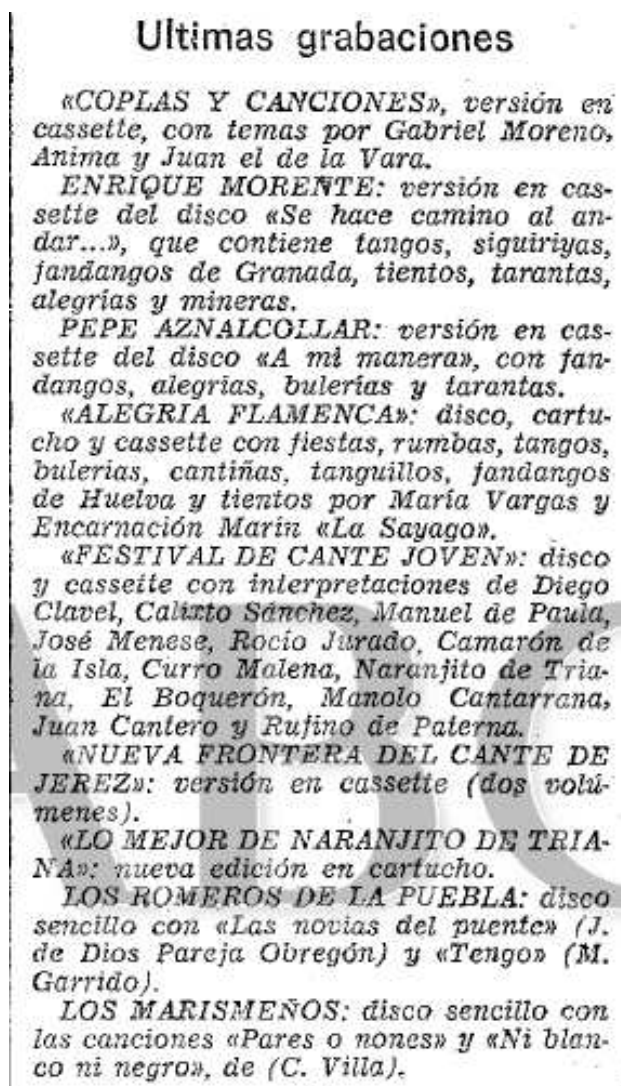 Ultimas grabaciones
«COPLAS Y CANCIONES», versión en
cassette, con temas por Gabriel Moreno,
Anima y Juan el de la Vara.
ENRIQUE MORENTE: versión en cas-
sette del disco «Se hace camino al an-
dar...», que contiene tangos, siguiriyas,
fandangos de Granada, tientos, tarantas,
alegrías y mineras.
PEPE AZNALCOLLAR: versión en cas-
sette del disco «A mi manera», con fan-
dangos, alegrías, bulerías y tarantas.
«ALEGRIA FLAMENCA»: disco, cartu-
cho y cassette con fiestas, rumbas, tangos,
bulerías, cantiñas, tanguillos, fandangos
de Huelva y tientos por María Vargas y
Encarnación Marín «La Sayago».
«FESTIVAL DE CANTE JOVEN»: disco
y cassette con interpretaciones de Diego
Clavel, Calixto Sánchez, Manuel de Paula,
José Menese, Rocío Jurado, Camarón de
la Isla, Curro Malena, Naranjito de Tria-
na, El Boquerón, Manolo Cantarrana,
Juan Cantero y Rufino de Paterna.
«NUEVA FRONTERA DEL CANTE DE
JEREZ»: versión en cassette (dos volú-
menes).
«LO MEJOR DE NARANJITO DE TRIA-
NA»: nueva edición en cartucho.
LOS ROMEROS DE LA PUEBLA: disco
sencillo con «Las novias del puente» (J.
de Dios Pareja Obregón) y «Tengo» (M.
Garrido).
LOS MARISMEÑOS: disco sencillo con
las canciones «Pares o nones» y «Ni blan-
co ni negro», de (C. Villa).
ABC